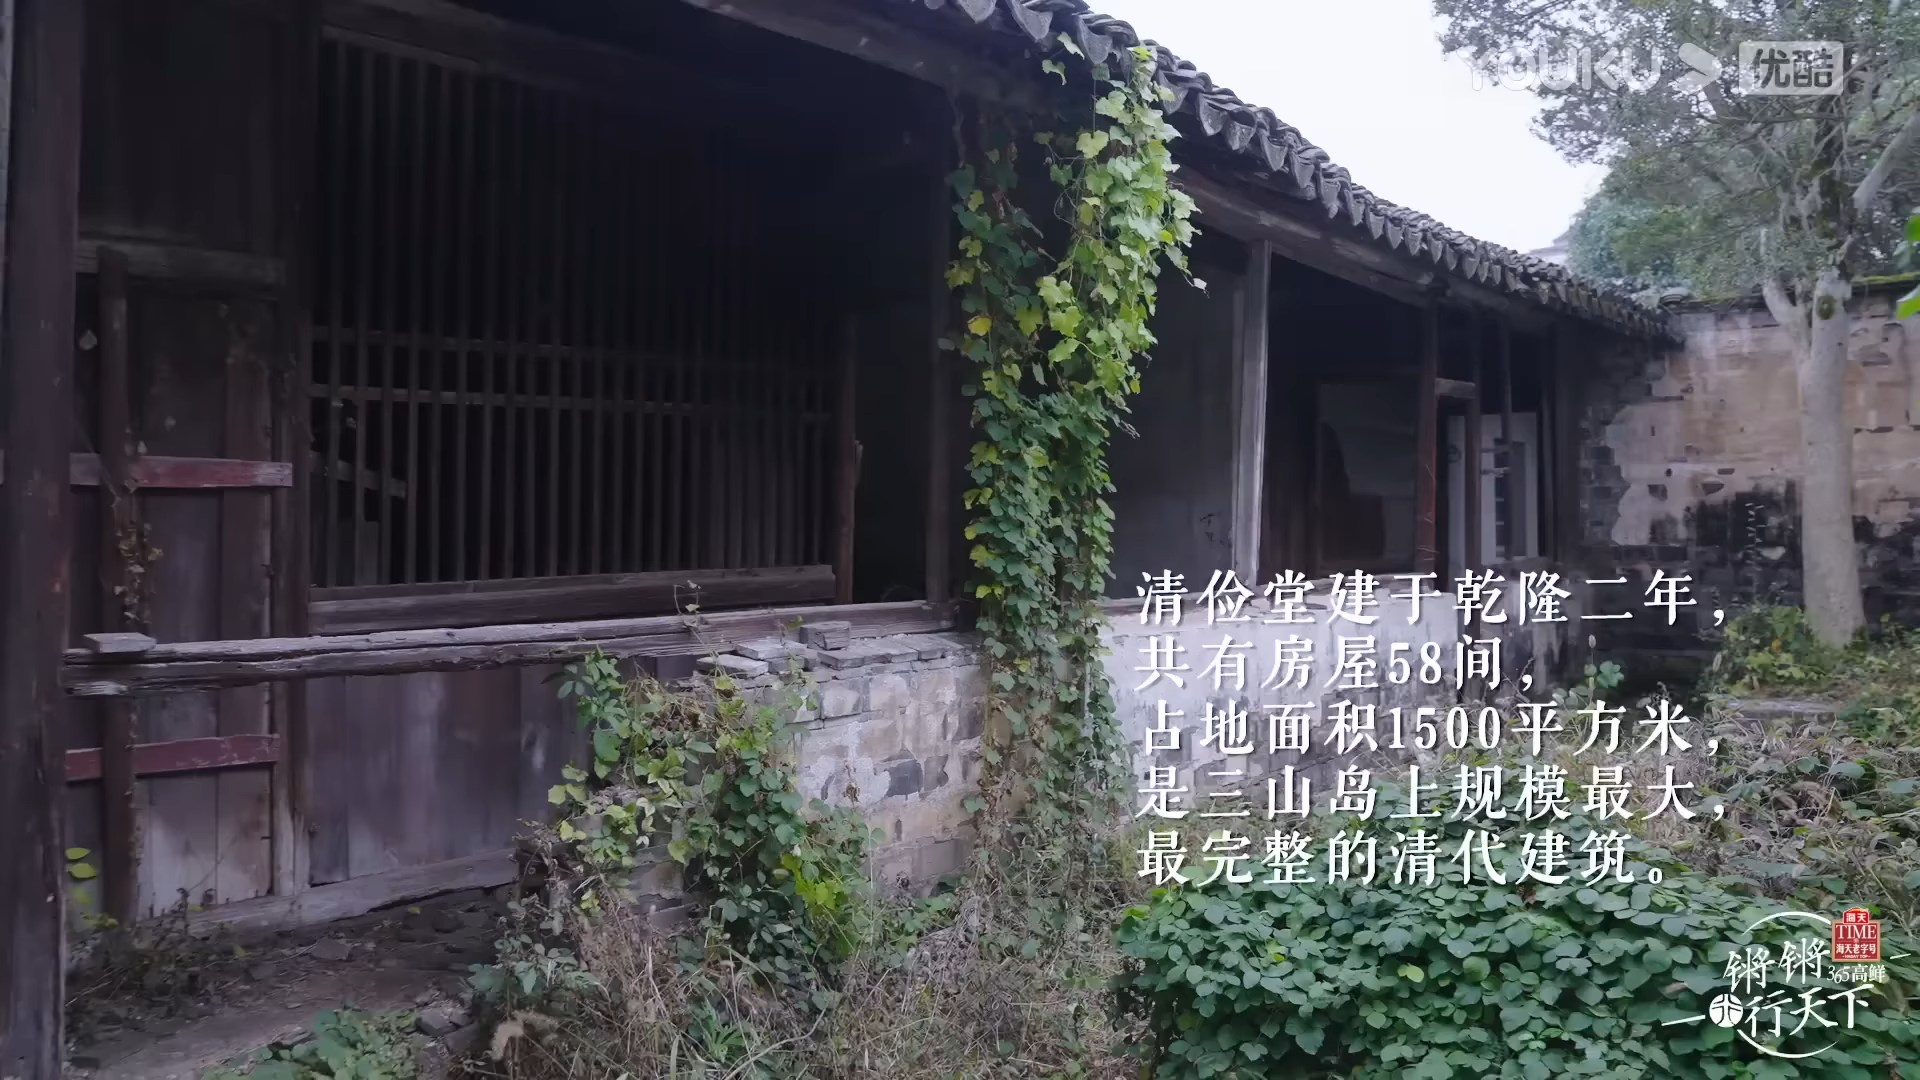 YOUKU 优酷
清俭堂建于乾隆二年，
共有房屋58间，
占地面积1500平方米，
是三山岛上规模最大，
最完整的清代建筑。
海天
TIME
海天老字号
锵锵
365高鲜
行天下